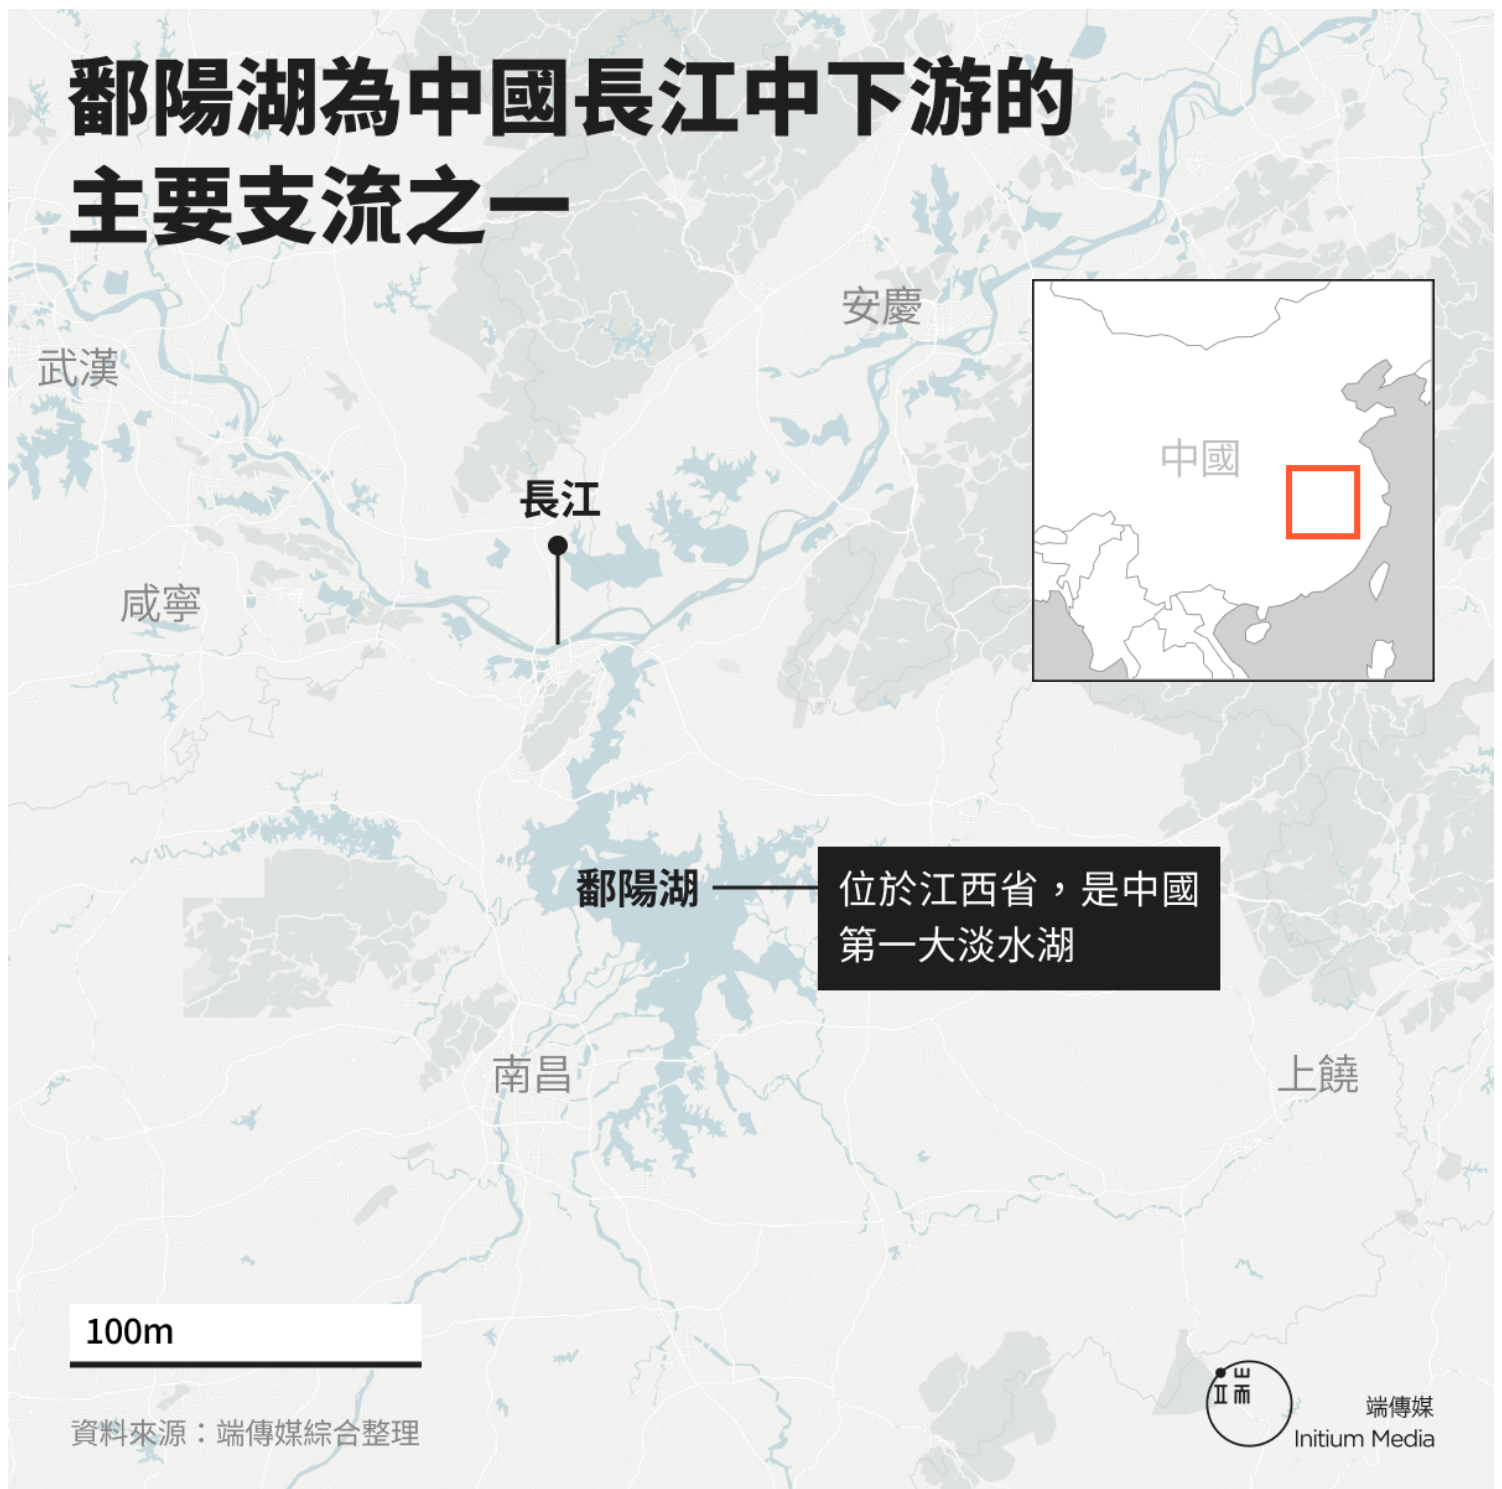 鄱陽湖為中國長江中下游的
主要支流之一
安慶
武漢
中國
長江
咸寧
鄱陽湖
位於江西省，是中國
第一大淡水湖
南昌
上饒
100m
資料來源：端傳媒綜合整理
端
端傳媒
Initium Media